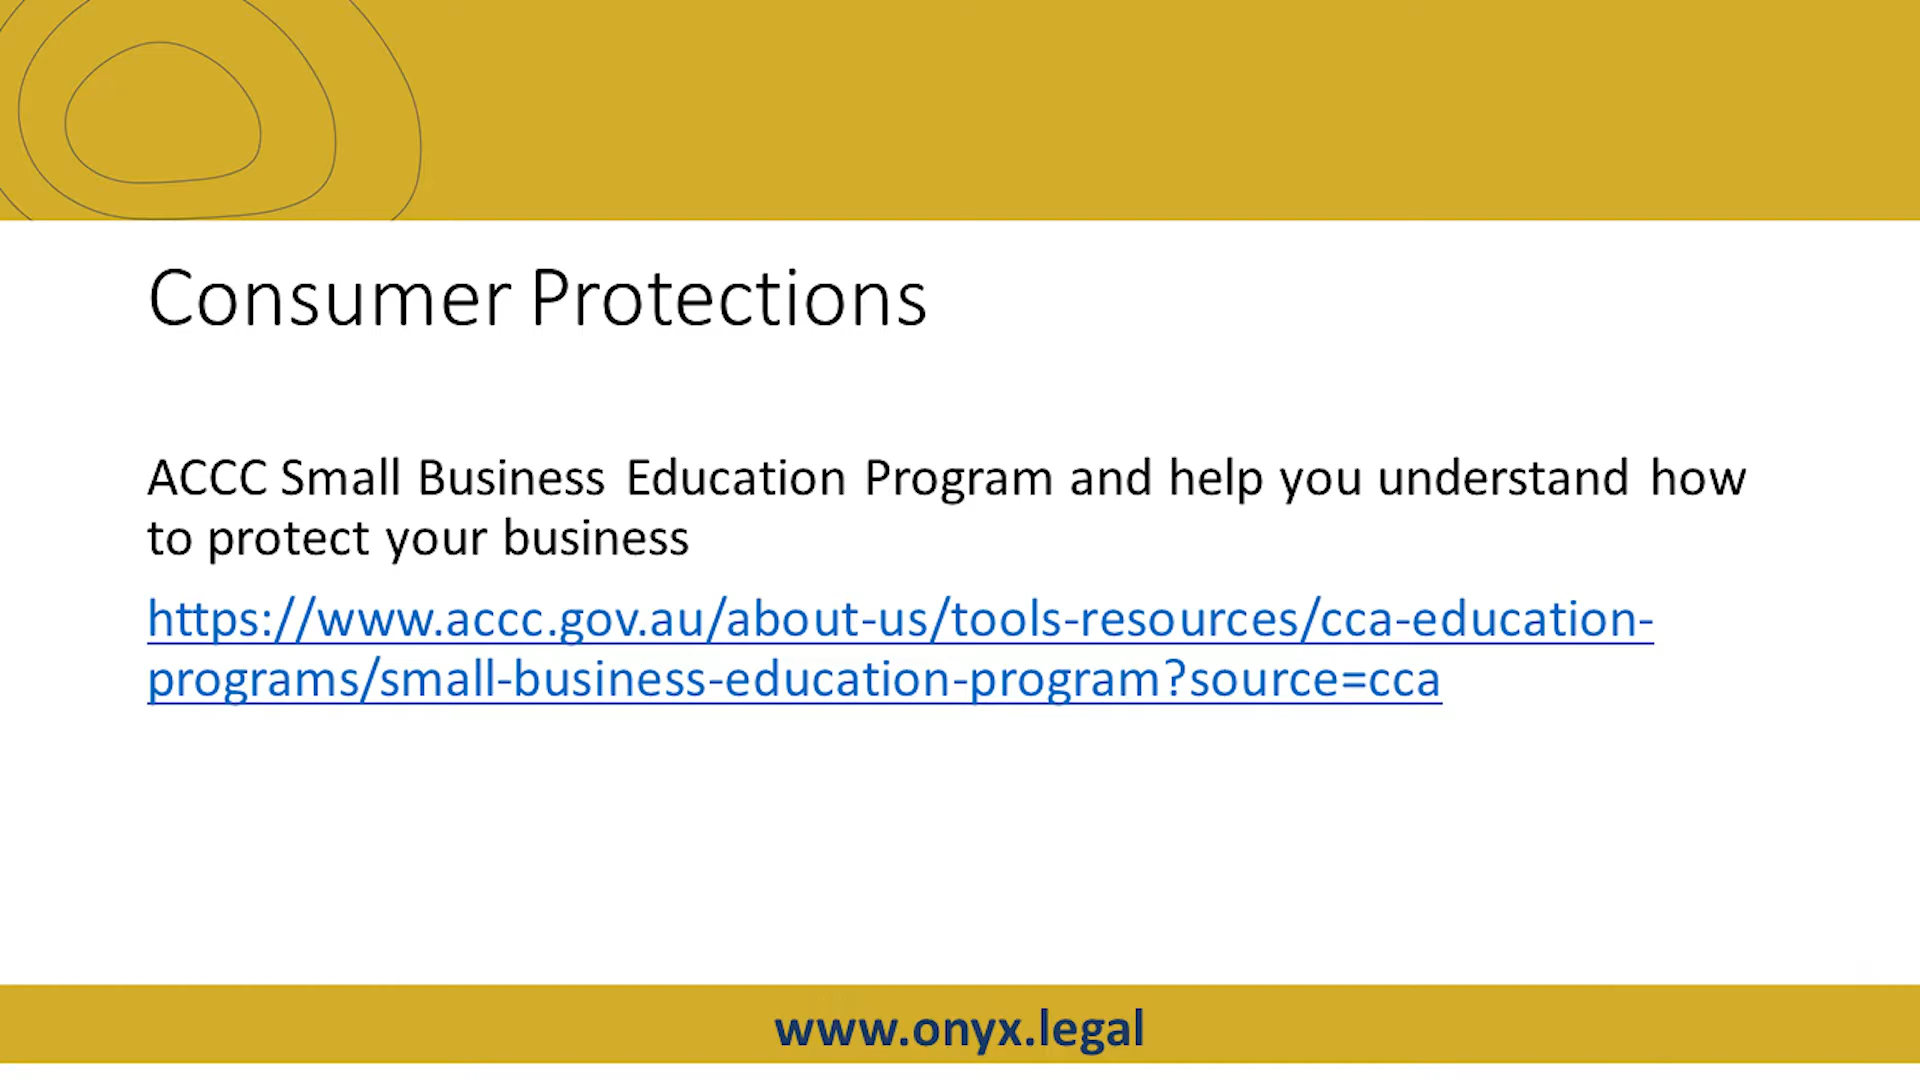 Consumer Protections
ACCC Small Business Education Program and help you understand how
to protect your business
https://www.accc.gov.au/about-us/tools-resources/cca-education-
programs/small-business-education-program?source=cca
www.onyx.legal